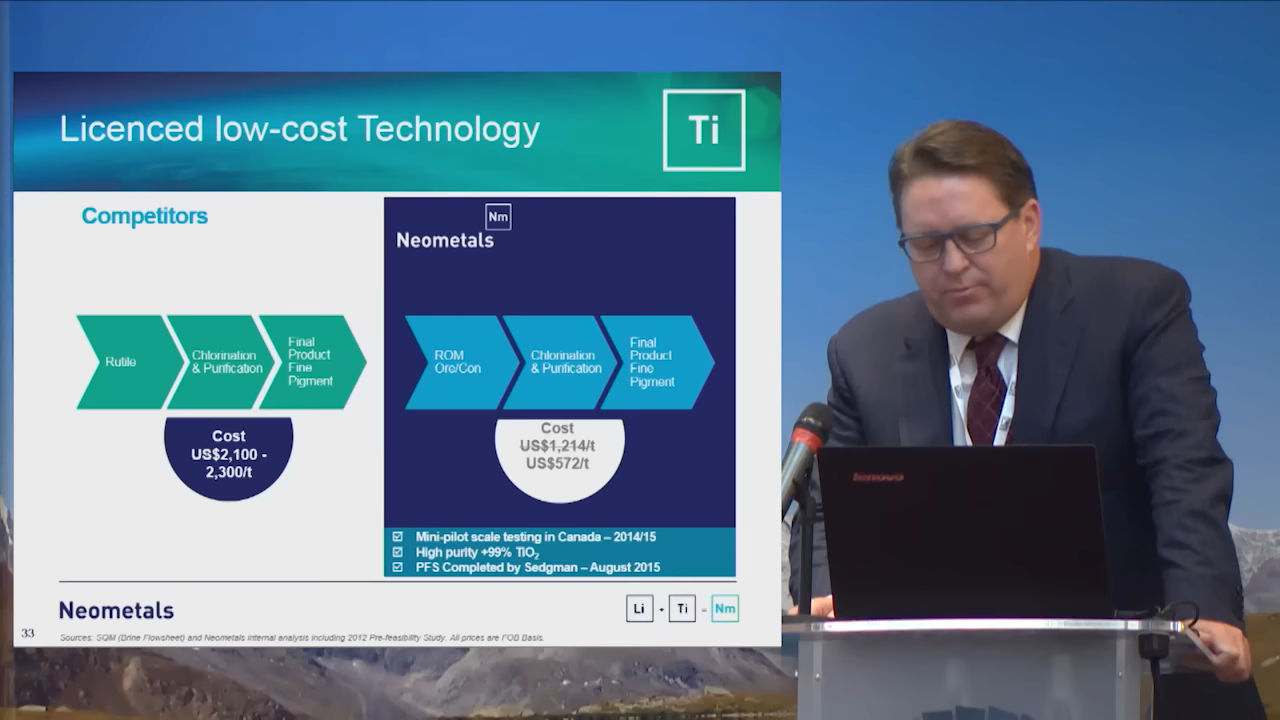 Licenced low-cost Technology
Ti
Competitors
Nm
Neometals
Rutile
Chlorination
& Purification
Final
Product
Fine
Pigment
ROM
Ore/Con
Chlorination
& Purification
Final
Product
Fine
Pigment
Cost
US$2,100 -
2,300/t
Cost
US$1,214/t
US$572/t
☑ Mini-pilot scale testing in Canada – 2014/15
☑ High purity +99% TiO₂
☑ PFS Completed by Sedgman – August 2015
Neometals
Li + Ti = Nm
33
Sources: SQM (Brine Flowsheet) and Neometals internal analysis including 2012 Pre-feasibility Study. All prices are FOB Basis.
lenovo